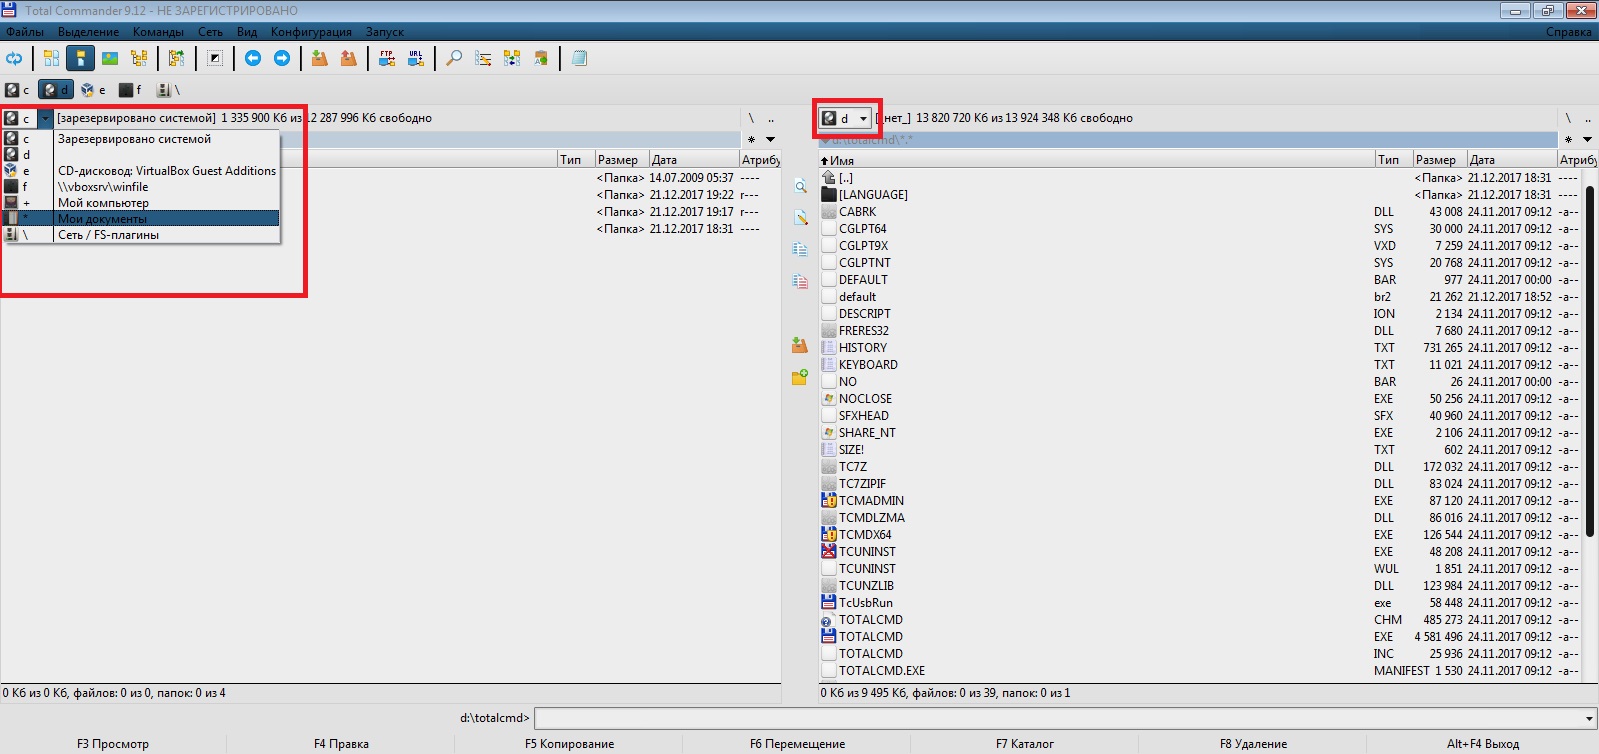 Total Commander 9.12 - НЕ ЗАРЕГИСТРИРОВАНО
Файлы Выделение Команды Сеть Вид Конфигурация Запуск Справка
FTP URL
c d e f \
c [зарезервировано системой] 1 335 900 Кб из 12 287 996 Кб свободно \ ..
c Зарезервировано системой
d
e CD-дисковод: VirtualBox Guest Additions
f \\vboxsrv\winfile
+ Мой компьютер
* Мои документы
\ Сеть / FS-плагины
Тип Размер Дата Атрибу
<Папка> 14.07.2009 05:37 ----
<Папка> 21.12.2017 19:22 r---
<Папка> 21.12.2017 19:17 r---
<Папка> 21.12.2017 18:31 ----
0 Кб из 0 Кб, файлов: 0 из 0, папок: 0 из 4
d [_нет_] 13 820 720 Кб из 13 924 348 Кб свободно \ ..
d:\totalcmd\*.*
Имя Тип Размер Дата Атрибу
[..] <Папка> 21.12.2017 18:31 ----
[LANGUAGE] <Папка> 21.12.2017 18:31 ----
CABRK DLL 43 008 24.11.2017 09:12 -a--
CGLPT64 SYS 30 000 24.11.2017 09:12 -a--
CGLPT9X VXD 7 259 24.11.2017 09:12 -a--
CGLPTNT SYS 20 768 24.11.2017 09:12 -a--
DEFAULT BAR 977 24.11.2017 00:00 -a--
default br2 21 262 21.12.2017 18:52 -a--
DESCRIPT ION 2 134 24.11.2017 09:12 -a--
FRERES32 DLL 7 680 24.11.2017 09:12 -a--
HISTORY TXT 731 265 24.11.2017 09:12 -a--
KEYBOARD TXT 11 021 24.11.2017 09:12 -a--
NO BAR 26 24.11.2017 00:00 -a--
NOCLOSE EXE 50 256 24.11.2017 09:12 -a--
SFXHEAD SFX 40 960 24.11.2017 09:12 -a--
SHARE_NT EXE 2 106 24.11.2017 09:12 -a--
SIZE! TXT 602 24.11.2017 09:12 -a--
TC7Z DLL 172 032 24.11.2017 09:12 -a--
TC7ZIPIF DLL 83 024 24.11.2017 09:12 -a--
TCMADMIN EXE 87 120 24.11.2017 09:12 -a--
TCMDLZMA DLL 86 016 24.11.2017 09:12 -a--
TCMDX64 EXE 126 544 24.11.2017 09:12 -a--
TCUNINST EXE 48 208 24.11.2017 09:12 -a--
TCUNINST WUL 1 851 24.11.2017 09:12 -a--
TCUNZLIB DLL 123 984 24.11.2017 09:12 -a--
TcUsbRun exe 58 448 24.11.2017 09:12 -a--
TOTALCMD CHM 485 273 24.11.2017 09:12 -a--
TOTALCMD EXE 4 581 496 24.11.2017 09:12 -a--
TOTALCMD INC 25 936 24.11.2017 09:12 -a--
TOTALCMD.EXE MANIFEST 1 530 24.11.2017 09:12 -a--
0 Кб из 9 495 Кб, файлов: 0 из 39, папок: 0 из 1
d:\totalcmd>
F3 Просмотр F4 Правка F5 Копирование F6 Перемещение F7 Каталог F8 Удаление Alt+F4 Выход